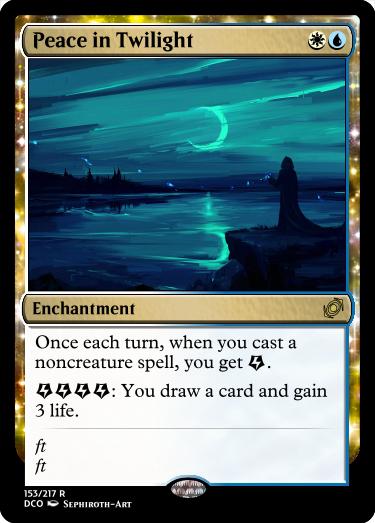 Peace in Twilight
Enchantment
Once each turn, when you cast a
noncreature spell, you get .
: You draw a card and gain
3 life.
ft
ft
153/217 R
DCO Sephiroth-Art